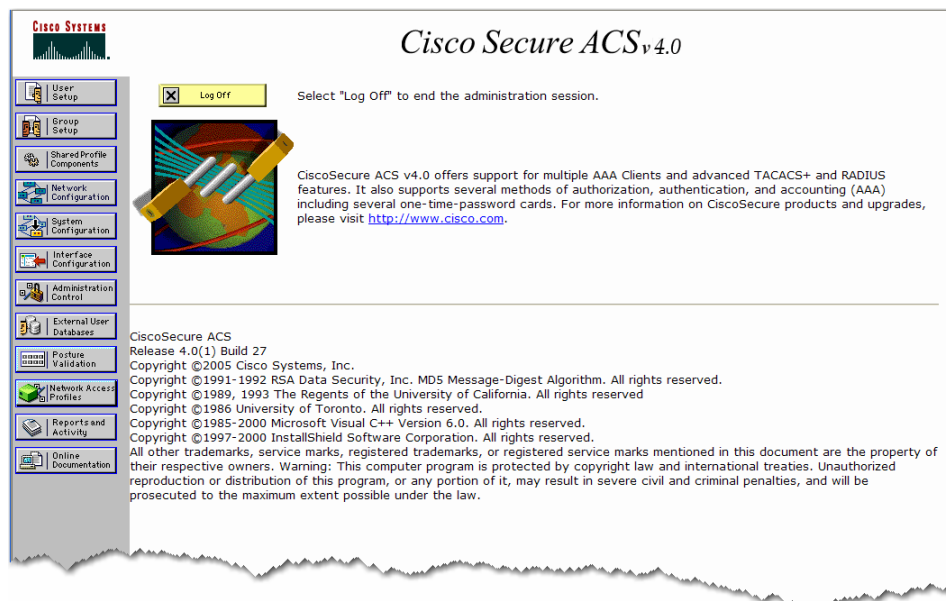 CISCO SYSTEMS
Cisco Secure ACS v 4.0
User
Setup
Group
Setup
Shared Profile
Components
Network
Configuration
System
Configuration
Interface
Configuration
Administration
Control
External User
Databases
Posture
Validation
Network Access
Profiles
Reports and
Activity
Online
Documentation
Log Off
Select "Log Off" to end the administration session.
CiscoSecure ACS v4.0 offers support for multiple AAA Clients and advanced TACACS+ and RADIUS
features. It also supports several methods of authorization, authentication, and accounting (AAA)
including several one-time-password cards. For more information on CiscoSecure products and upgrades,
please visit http://www.cisco.com.
CiscoSecure ACS
Release 4.0(1) Build 27
Copyright ©2005 Cisco Systems, Inc.
Copyright ©1991-1992 RSA Data Security, Inc. MD5 Message-Digest Algorithm. All rights reserved.
Copyright ©1989, 1993 The Regents of the University of California. All rights reserved
Copyright ©1986 University of Toronto. All rights reserved.
Copyright ©1985-2000 Microsoft Visual C++ Version 6.0. All rights reserved.
Copyright ©1997-2000 InstallShield Software Corporation. All rights reserved.
All other trademarks, service marks, registered trademarks, or registered service marks mentioned in this document are the property of
their respective owners. Warning: This computer program is protected by copyright law and international treaties. Unauthorized
reproduction or distribution of this program, or any portion of it, may result in severe civil and criminal penalties, and will be
prosecuted to the maximum extent possible under the law.